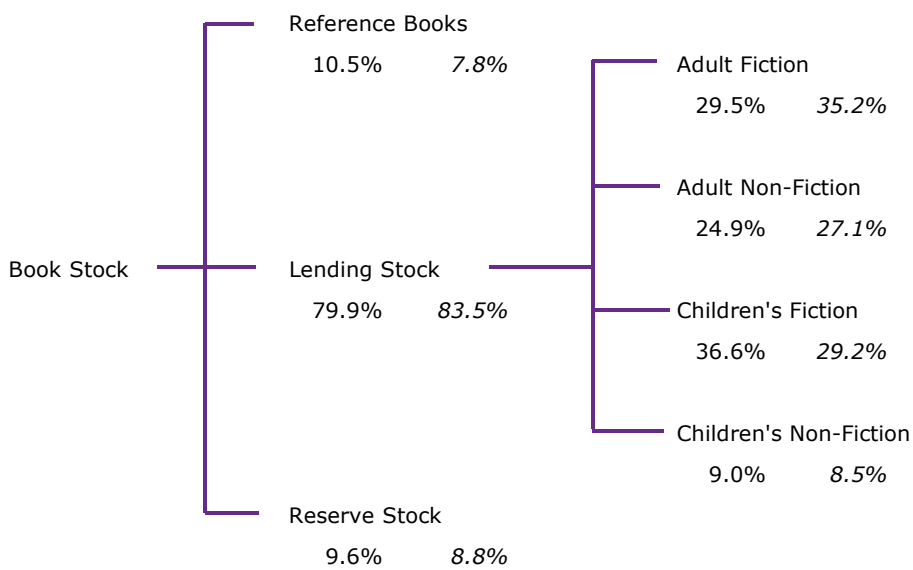 Reference Books
10.5% 7.8%
Adult Fiction
29.5% 35.2%
Adult Non-Fiction
24.9% 27.1%
Book Stock
Lending Stock
79.9% 83.5%
Children's Fiction
36.6% 29.2%
Children's Non-Fiction
9.0% 8.5%
Reserve Stock
9.6% 8.8%